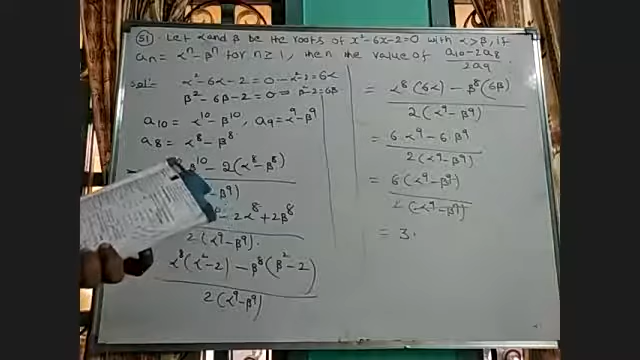 (51) Let α and β be the roots of x²-6x-2=0 with α>β, if
aₙ = αⁿ-βⁿ for n≥1, then the value of (a₁₀-2a₈)/(2a₉)
Sol:- α²-6α-2=0 → α²-2=6α
β²-6β-2=0 ⇒ β²-2=6β
a₁₀ = α¹⁰-β¹⁰, a₉=α⁹-β⁹
a₈ = α⁸-β⁸
β¹⁰ - 2(α⁸-β⁸)
β⁹)
- 2α⁸+2β⁸
2(α⁹-β⁹).
α⁸(α²-2) - β⁸(β²-2)
2(α⁹-β⁹)
= α⁸(6α) - β⁸(6β)
2(α⁹-β⁹)
= 6α⁹-6β⁹
2(α⁹-β⁹)
= 6(α⁹-β⁹)
2(α⁹-β⁹)
= 3.